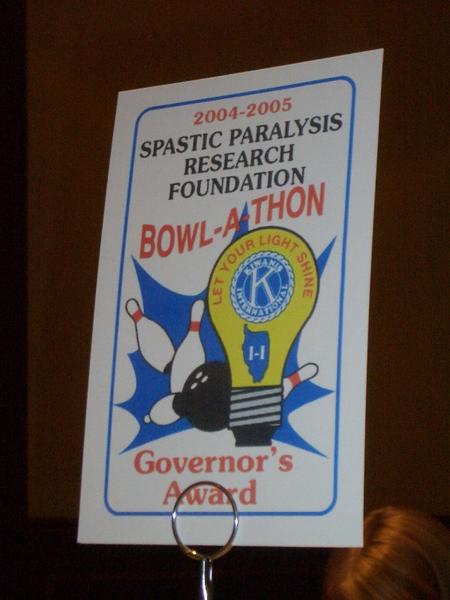 2004-2005
SPASTIC PARALYSIS
RESEARCH
FOUNDATION
BOWL-A-THON
LET YOUR LIGHT SHINE
KIWANIS
K
INTERNATIONAL
I-I
Governor's
Award